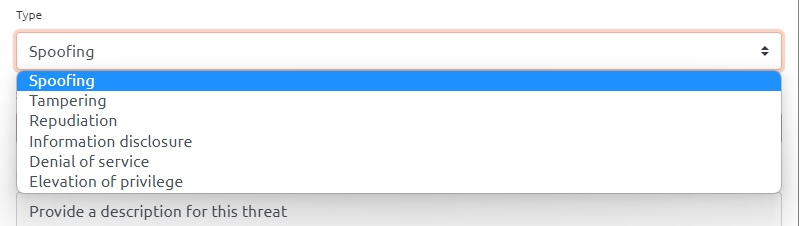 Type
Spoofing
Spoofing
Tampering
Repudiation
Information disclosure
Denial of service
Elevation of privilege
Provide a description for this threat